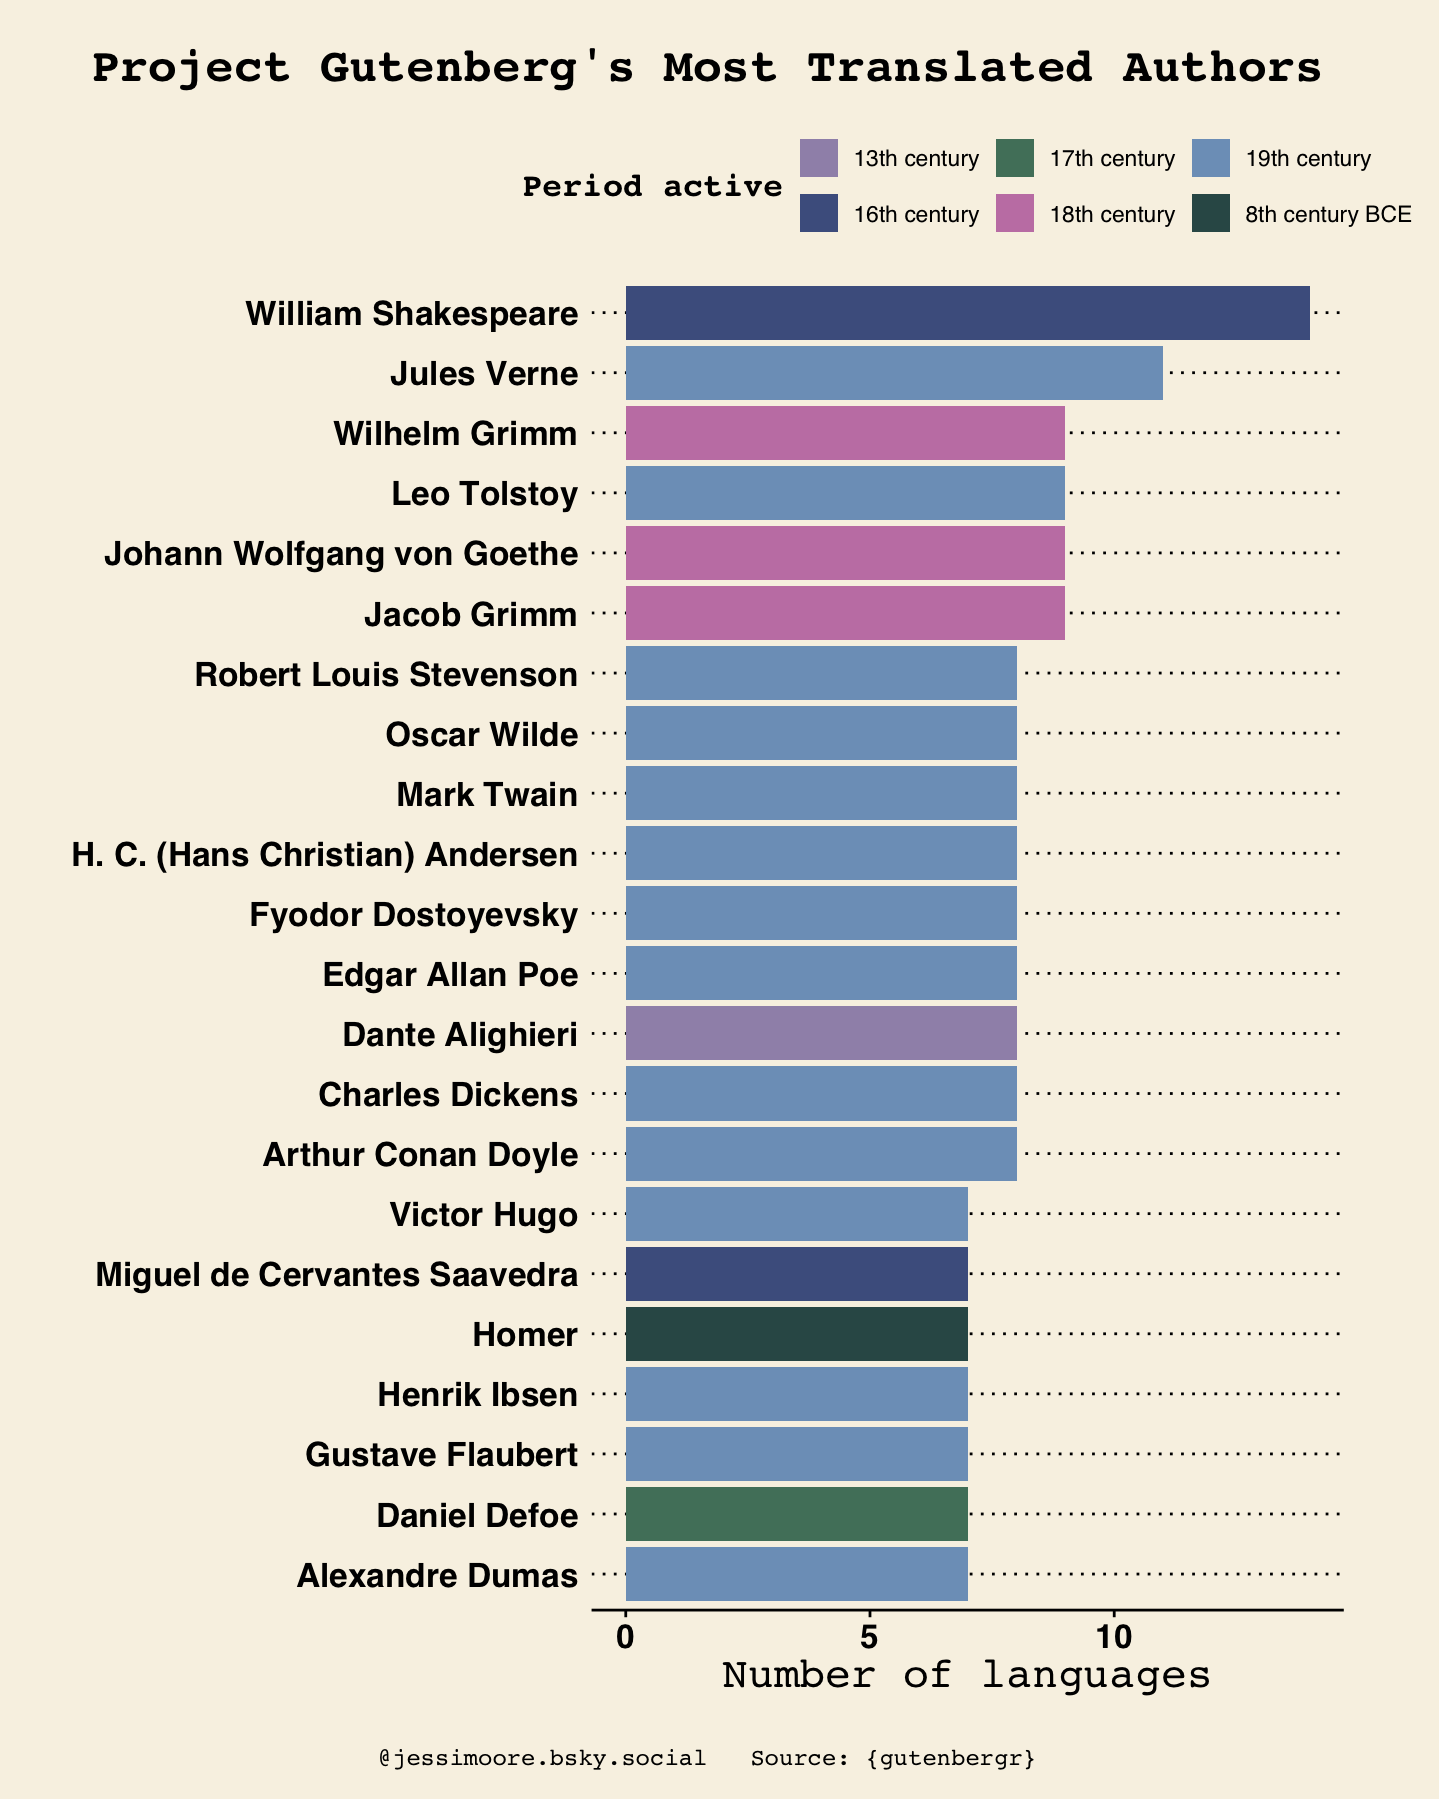 Project Gutenberg's Most Translated Authors
Period active
13th century 17th century 19th century
16th century 18th century 8th century BCE
William Shakespeare
Jules Verne
Wilhelm Grimm
Leo Tolstoy
Johann Wolfgang von Goethe
Jacob Grimm
Robert Louis Stevenson
Oscar Wilde
Mark Twain
H. C. (Hans Christian) Andersen
Fyodor Dostoyevsky
Edgar Allan Poe
Dante Alighieri
Charles Dickens
Arthur Conan Doyle
Victor Hugo
Miguel de Cervantes Saavedra
Homer
Henrik Ibsen
Gustave Flaubert
Daniel Defoe
Alexandre Dumas
0 5 10
Number of languages
@jessimoore.bsky.social Source: {gutenbergr}